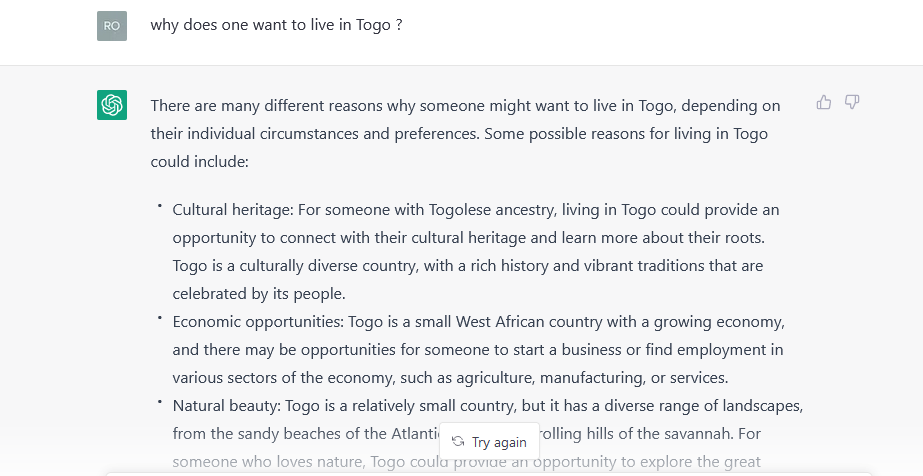 RO
why does one want to live in Togo ?
There are many different reasons why someone might want to live in Togo, depending on
their individual circumstances and preferences. Some possible reasons for living in Togo
could include:
• Cultural heritage: For someone with Togolese ancestry, living in Togo could provide an
opportunity to connect with their cultural heritage and learn more about their roots.
Togo is a culturally diverse country, with a rich history and vibrant traditions that are
celebrated by its people.
• Economic opportunities: Togo is a small West African country with a growing economy,
and there may be opportunities for someone to start a business or find employment in
various sectors of the economy, such as agriculture, manufacturing, or services.
• Natural beauty: Togo is a relatively small country, but it has a diverse range of landscapes,
from the sandy beaches of the rolling hills of the savannah. For
Try again
someone who loves nature, Togo could provide an opportunity to explore the great